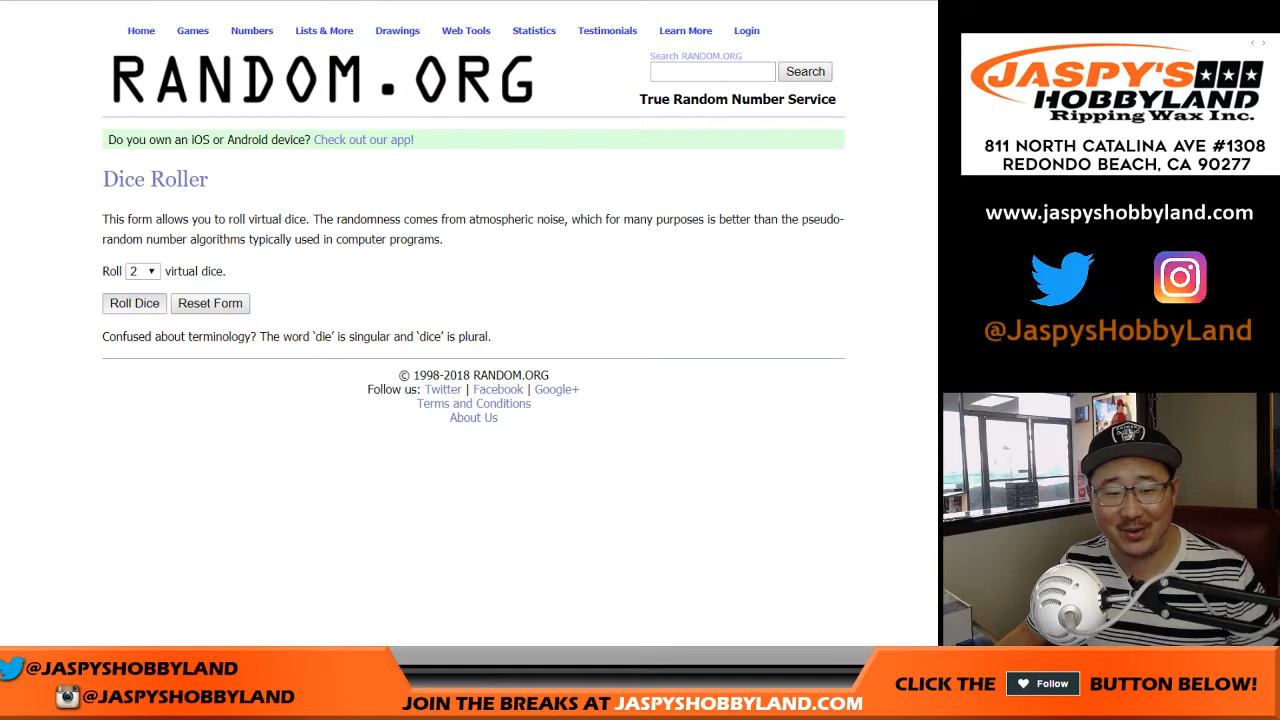 Home Games Numbers Lists & More Drawings Web Tools Statistics Testimonials Learn More Login
RANDOM.ORG
Search RANDOM.ORG
Search
True Random Number Service
Do you own an iOS or Android device? Check out our app!
Dice Roller
This form allows you to roll virtual dice. The randomness comes from atmospheric noise, which for many purposes is better than the pseudo-
random number algorithms typically used in computer programs.
Roll 2 virtual dice.
Roll Dice Reset Form
Confused about terminology? The word ‘die’ is singular and ‘dice’ is plural.
© 1998-2018 RANDOM.ORG
Follow us: Twitter | Facebook | Google+
Terms and Conditions
About Us
JASPY'S
HOBBYLAND
Ripping Wax Inc.
811 NORTH CATALINA AVE #1308
REDONDO BEACH, CA 90277
www.jaspyshobbyland.com
@JaspysHobbyLand
@JASPYSHOBBYLAND
@JASPYSHOBBYLAND
JOIN THE BREAKS AT JASPYSHOBBYLAND.COM
CLICK THE Follow BUTTON BELOW!